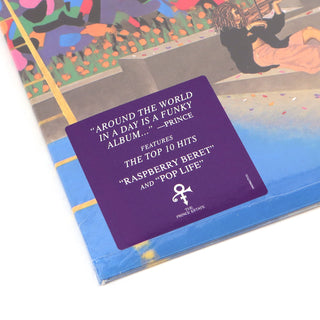 "AROUND THE WORLD
IN A DAY IS A FUNKY
ALBUM..." —PRINCE
FEATURES
THE TOP 10 HITS
"RASPBERRY BERET"
AND "POP LIFE"
THE
PRINCE ESTATE